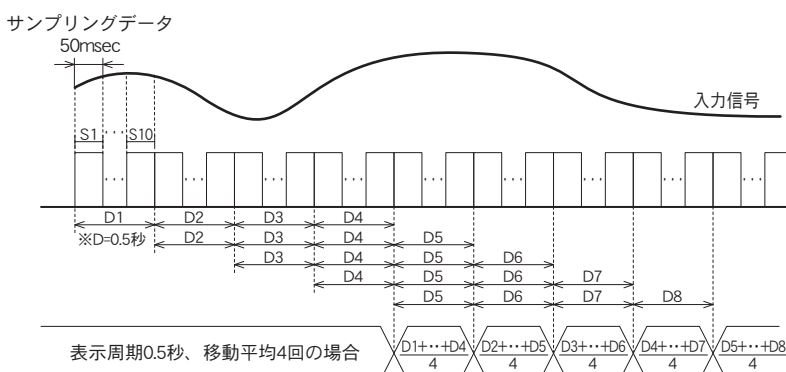 サンプリングデータ
50msec
入力信号
S1 ‥‥ S10
… … … … … … … … …
D1 D2 D3 D4
※D=0.5秒 D2 D3 D4 D5
D3 D4 D5 D6
D4 D5 D6 D7
D5 D6 D7 D8
表示周期0.5秒、移動平均4回の場合
D1+‥+D4 D2+‥+D5 D3+‥+D6 D4+‥+D7 D5+‥+D8
4 4 4 4 4